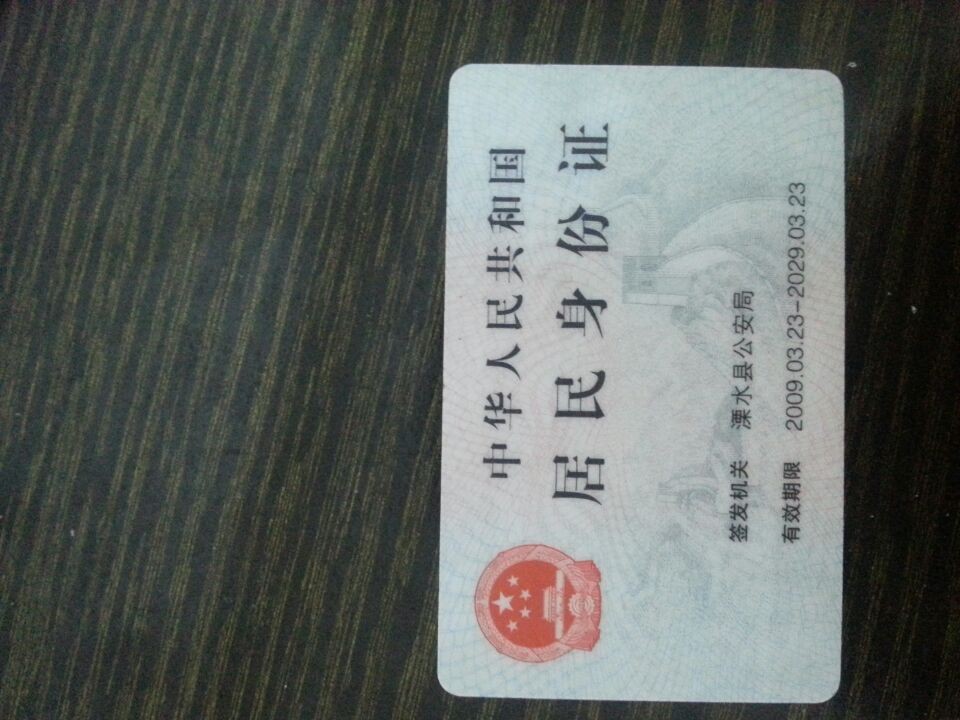 中华人民共和国
居民身份证
签发机关 溧水县公安局
有效期限 2009.03.23-2029.03.23